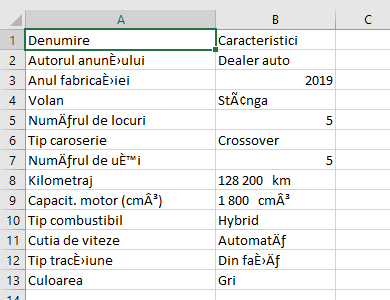 A B C
1 Denumire Caracteristici
2 Autorul anunÈ›ului Dealer auto
3 Anul fabricaÈ›iei 2019
4 Volan StÃ¢nga
5 NumÄƒrul de locuri 5
6 Tip caroserie Crossover
7 NumÄƒrul de uÈ™i 5
8 Kilometraj 128 200 km
9 Capacit. motor (cmÂ³) 1 800 cmÂ³
10 Tip combustibil Hybrid
11 Cutia de viteze AutomatÄƒ
12 Tip tracÈ›iune Din faÈ›Äƒ
13 Culoarea Gri